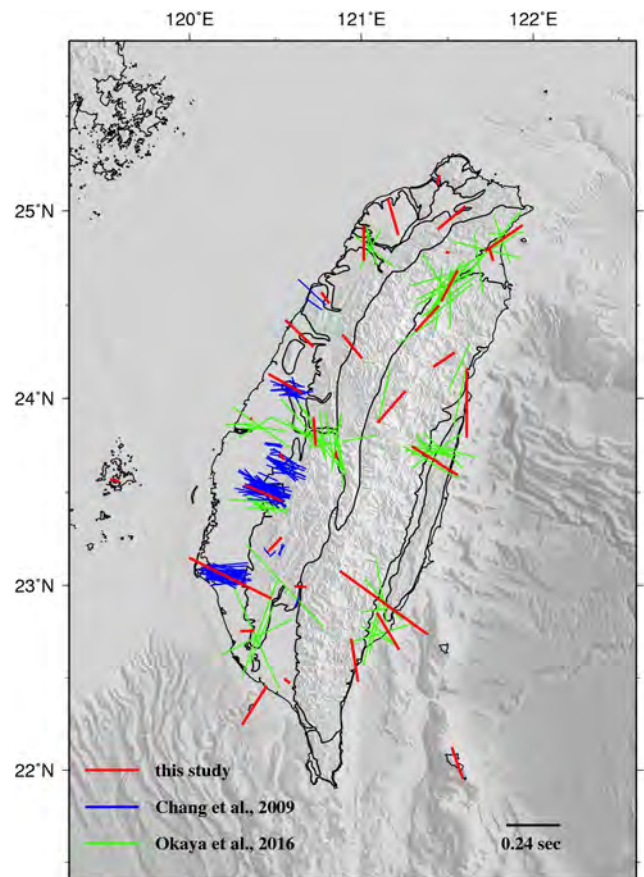 120°E 121°E 122°E
25°N
24°N
23°N
22°N
this study
Chang et al., 2009
Okaya et al., 2016
0.24 sec